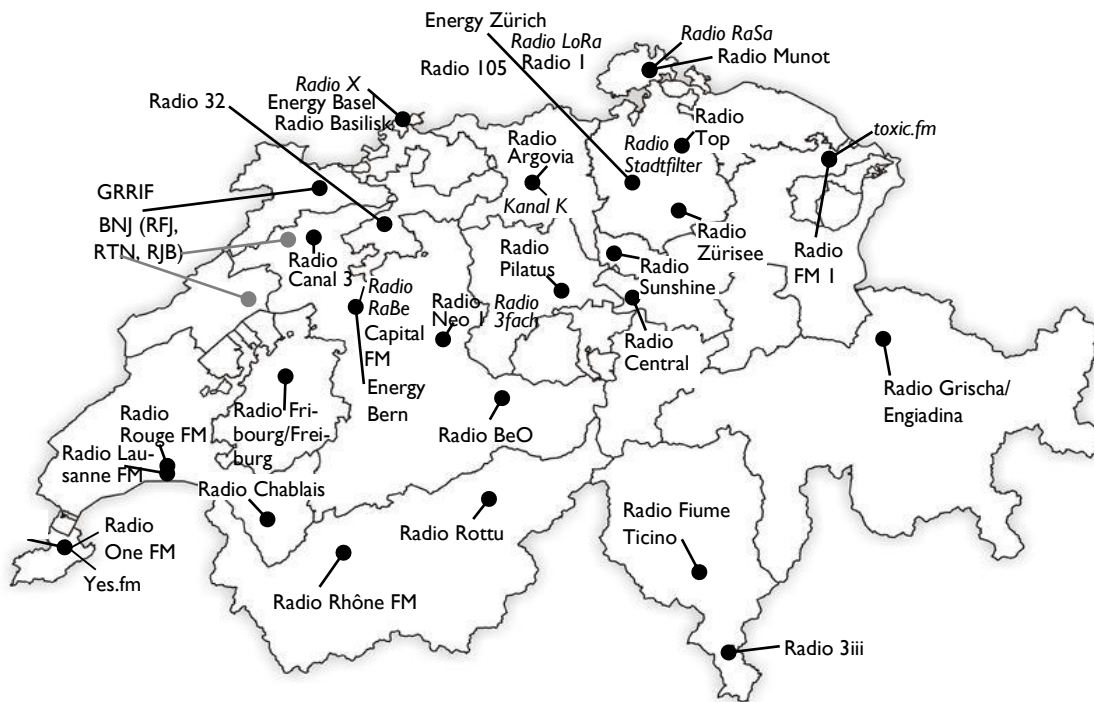 Energy Zürich
Radio LoRa
Radio 1
Radio 105
Radio RaSa
Radio Munot
Radio X
Energy Basel
Radio Basilisk
Radio 32
Radio
Top
toxic.fm
Radio
Argovia
Radio
Stadtfilter
Kanal K
GRRIF
BNJ (RFJ,
RTN, RJB)
Radio
Canal 3
Radio
Pilatus
Radio
Sunshine
Radio
Zürisee
Radio
FM 1
Radio
RaBe
Capital
FM
Energy
Bern
Radio
Neo 1
Radio
3fach
Radio
Central
Radio Grischa/
Engiadina
Radio
Rouge FM
Radio Lau-
sanne FM
Radio Fri-
bourg/Frei-
burg
Radio BeO
Radio Chablais
Radio Rottu
Radio Fiume
Ticino
Radio
One FM
Yes.fm
Radio Rhône FM
Radio 3iii